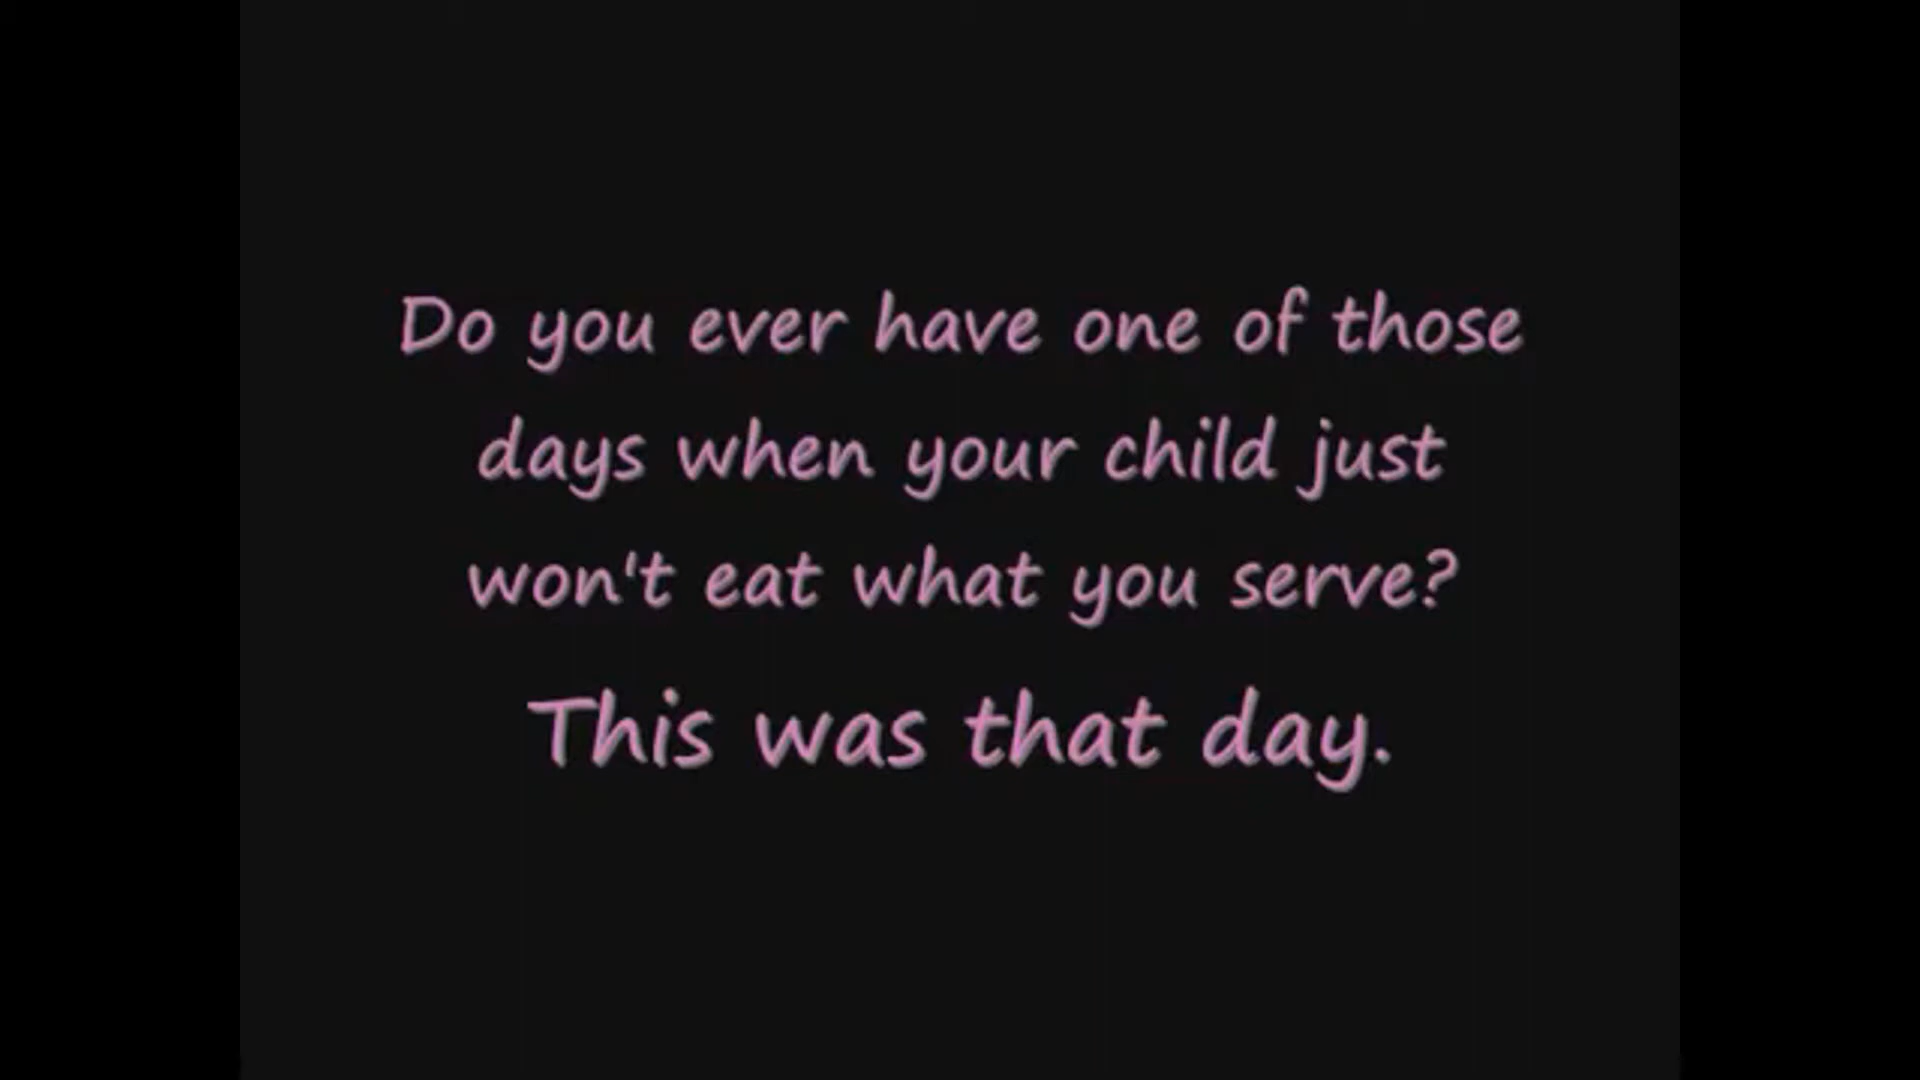 Do you ever have one of those
days when your child just
won't eat what you serve?
This was that day.